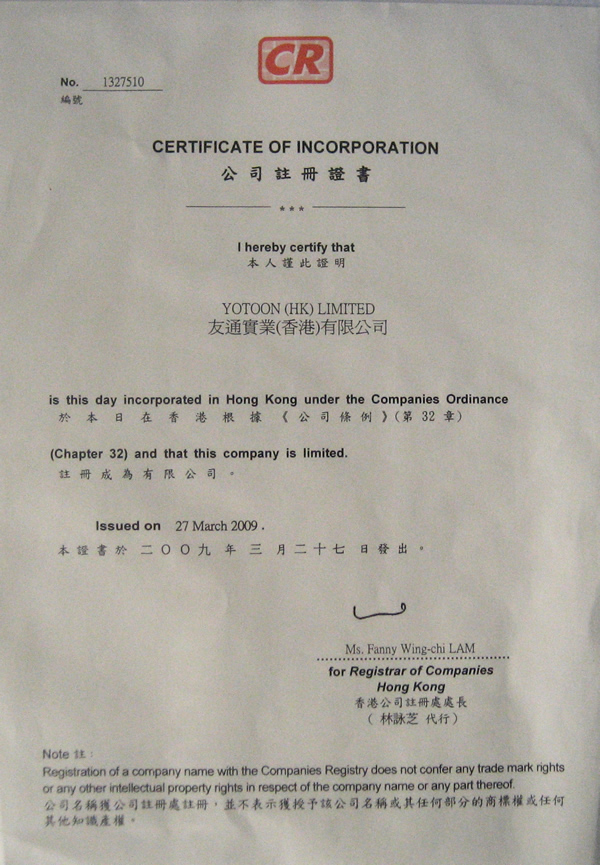 CR
No. 1327510
編號
CERTIFICATE OF INCORPORATION
公司註冊證書
* * *
I hereby certify that
本人謹此證明
YOTOON (HK) LIMITED
友通實業(香港)有限公司
is this day incorporated in Hong Kong under the Companies Ordinance
於本日在香港根據《公司條例》(第32章)
(Chapter 32) and that this company is limited.
註冊成為有限公司。
Issued on 27 March 2009 .
本證書於二〇〇九年三月二十七日發出。
Ms. Fanny Wing-chi LAM
for Registrar of Companies
Hong Kong
香港公司註冊處處長
(林詠芝代行)
Note 註:
Registration of a company name with the Companies Registry does not confer any trade mark rights
or any other intellectual property rights in respect of the company name or any part thereof.
公司名稱獲公司註冊處註冊，並不表示獲授予該公司名稱或其任何部分的商標權或任何
其他知識產權。